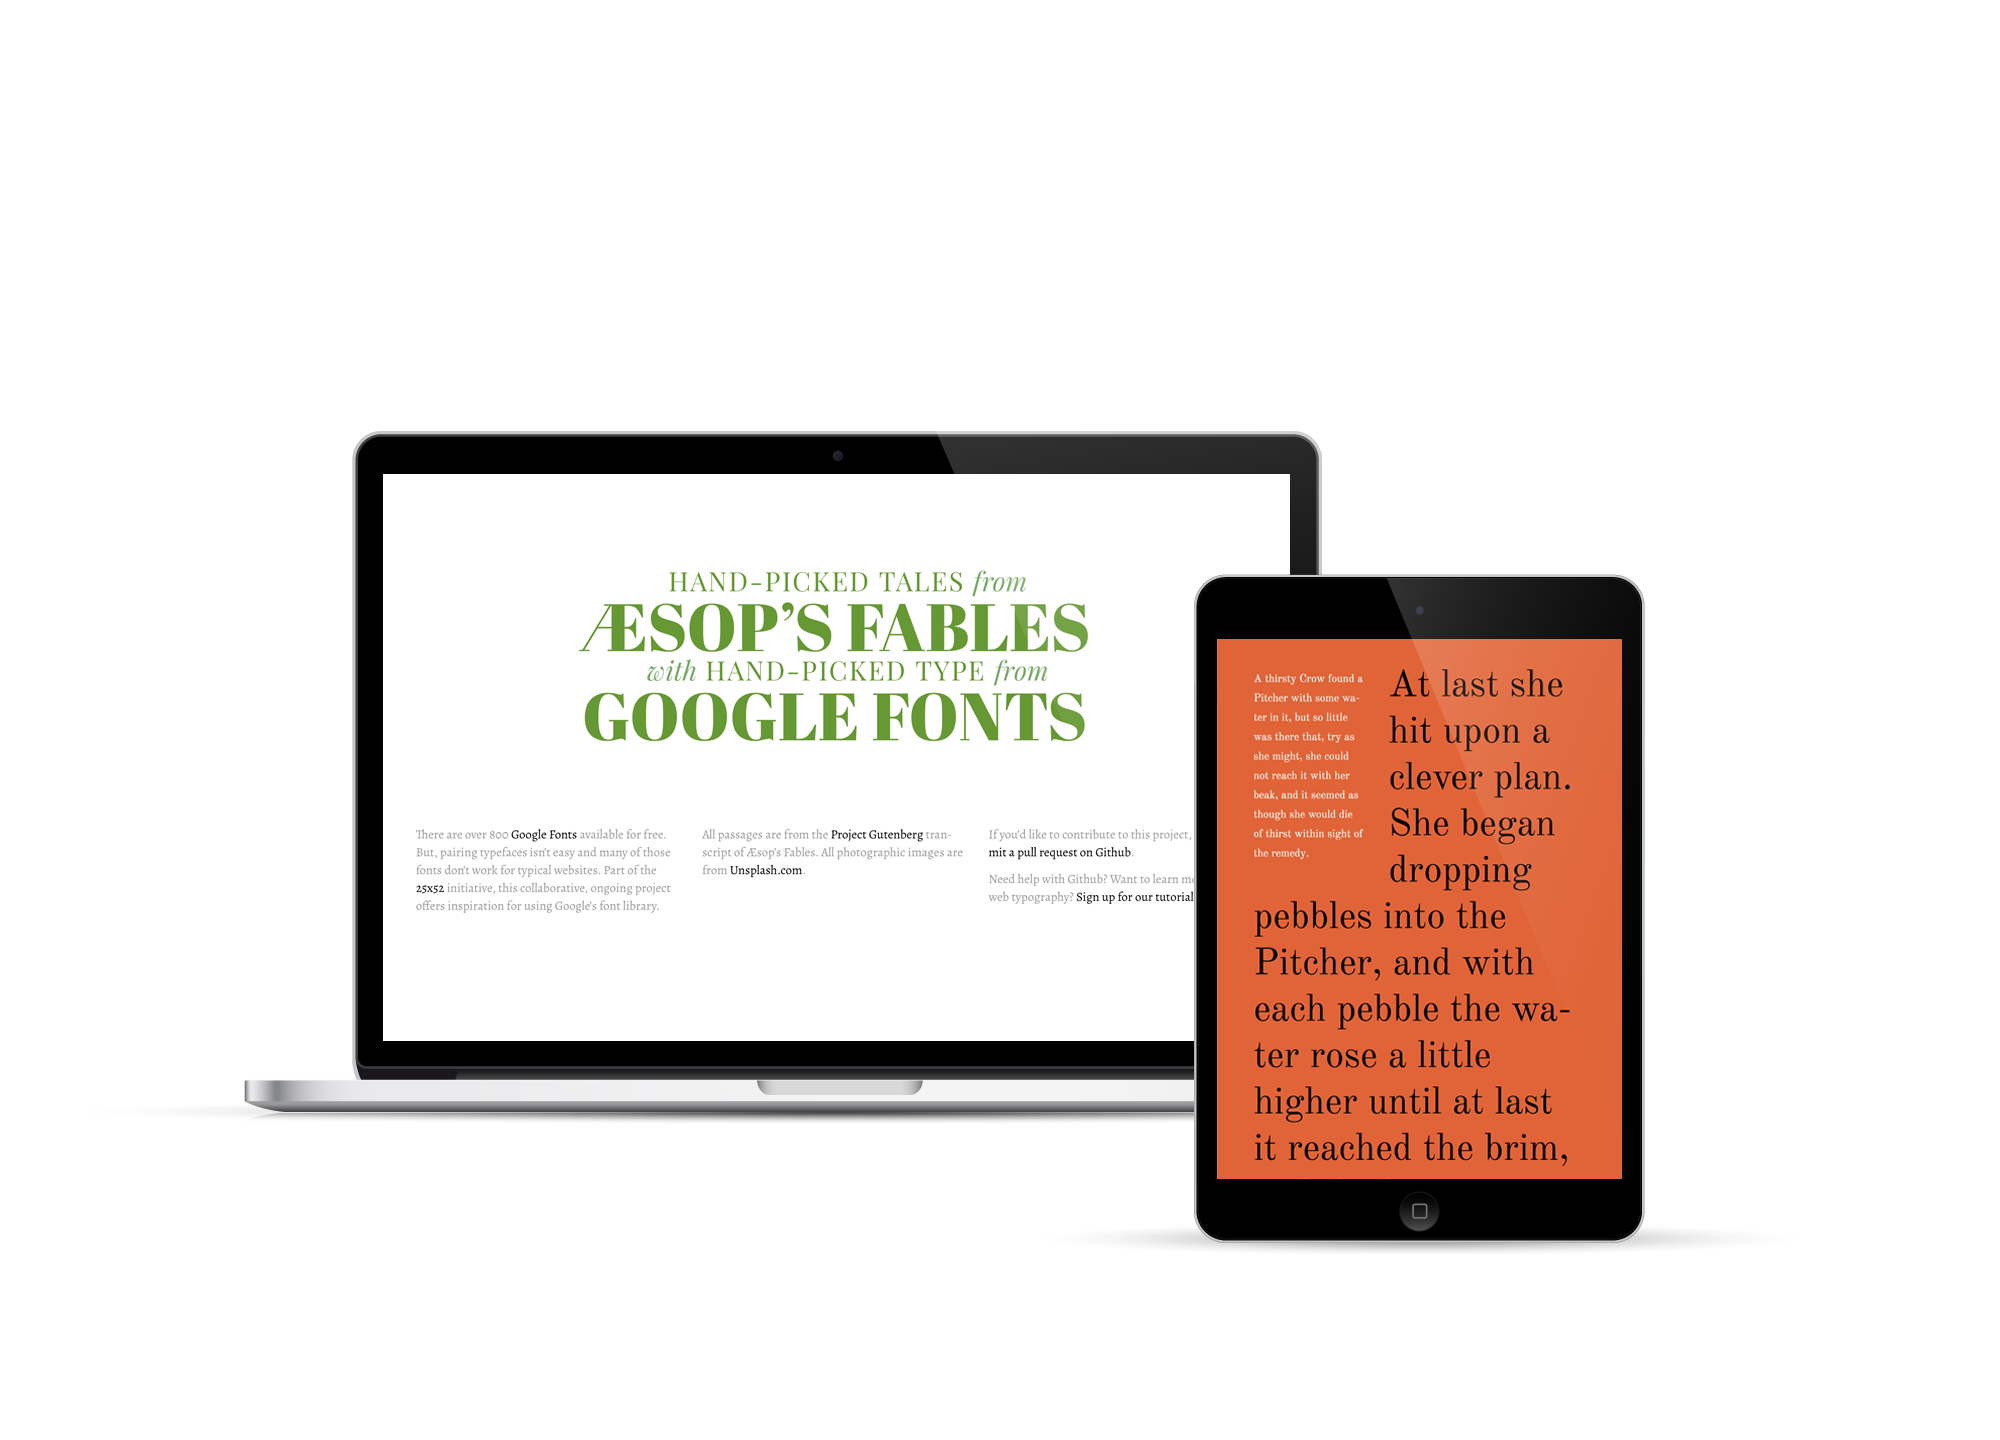 HAND-PICKED TALES from
ÆSOP’S FABLES
with HAND-PICKED TYPE from
GOOGLE FONTS
There are over 800 Google Fonts available for free.
But, pairing typefaces isn't easy and many of those
fonts don't work for typical websites. Part of the
25x52 initiative, this collaborative, ongoing project
offers inspiration for using Google's font library.
All passages are from the Project Gutenberg tran-
script of Æsop's Fables. All photographic images are
from Unsplash.com.
If you'd like to contribute to this project,
mit a pull request on Github.
Need help with Github? Want to learn
web typography? Sign up for our tutorial
A thirsty Crow found a
Pitcher with some wa-
ter in it, but so little
was there that, try as
she might, she could
not reach it with her
beak, and it seemed as
though she would die
of thirst within sight of
the remedy.
At last she
hit upon a
clever plan.
She began
dropping
pebbles into the
Pitcher, and with
each pebble the wa-
ter rose a little
higher until at last
it reached the brim,